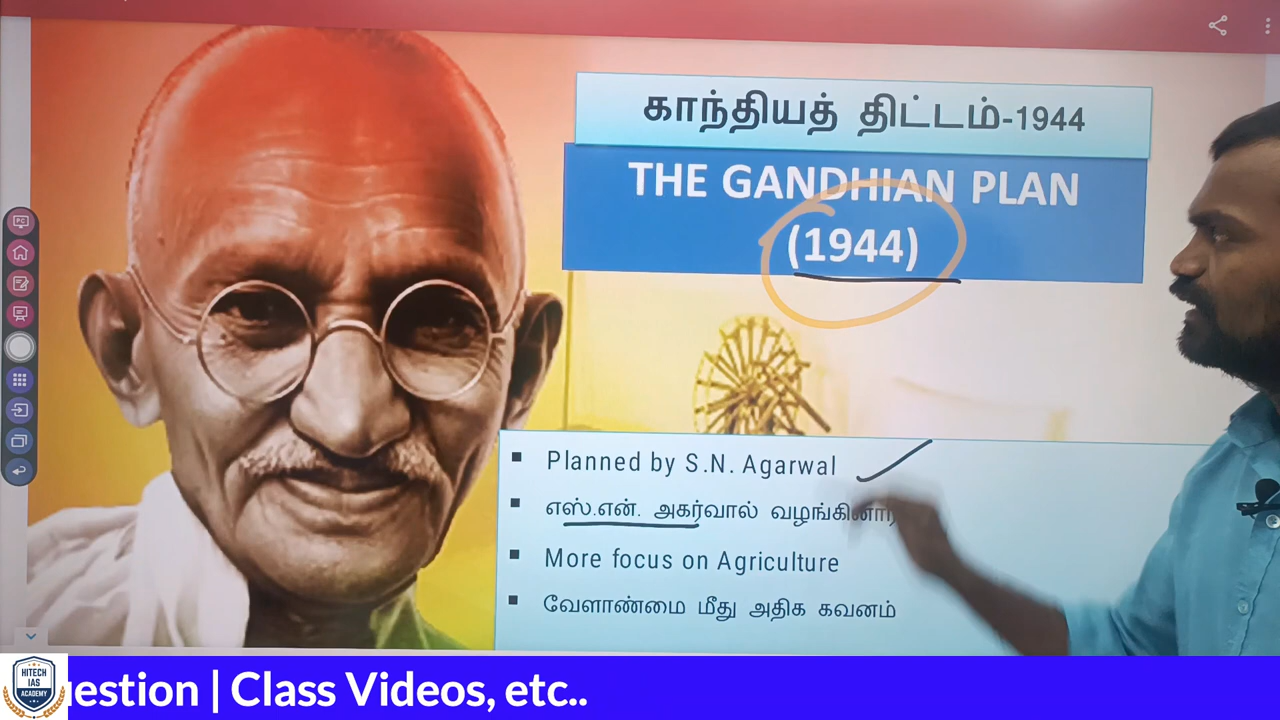 காந்தியத் திட்டம்-1944
THE GANDHIAN PLAN
(1944)
▪ Planned by S.N. Agarwal
▪ எஸ்.என். அகர்வால் வழங்கினார்
▪ More focus on Agriculture
▪ வேளாண்மை மீது அதிக கவனம்
PC
HITECH
IAS
ACADEMY
uestion | Class Videos, etc..